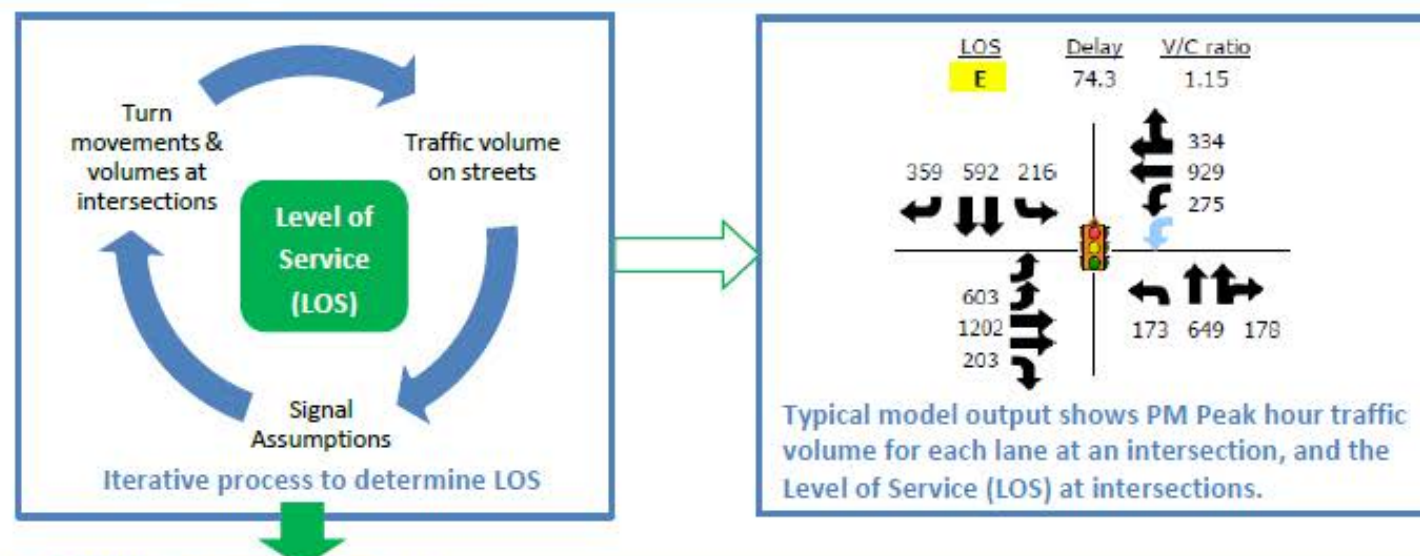 Turn
movements &
volumes at
intersections
Traffic volume
on streets
Level of
Service
(LOS)
Signal
Assumptions
Iterative process to determine LOS
LOS Delay V/C ratio
E 74.3 1.15
334
929
275
359 592 216
603
1202
203
173 649 178
Typical model output shows PM Peak hour traffic
volume for each lane at an intersection, and the
Level of Service (LOS) at intersections.